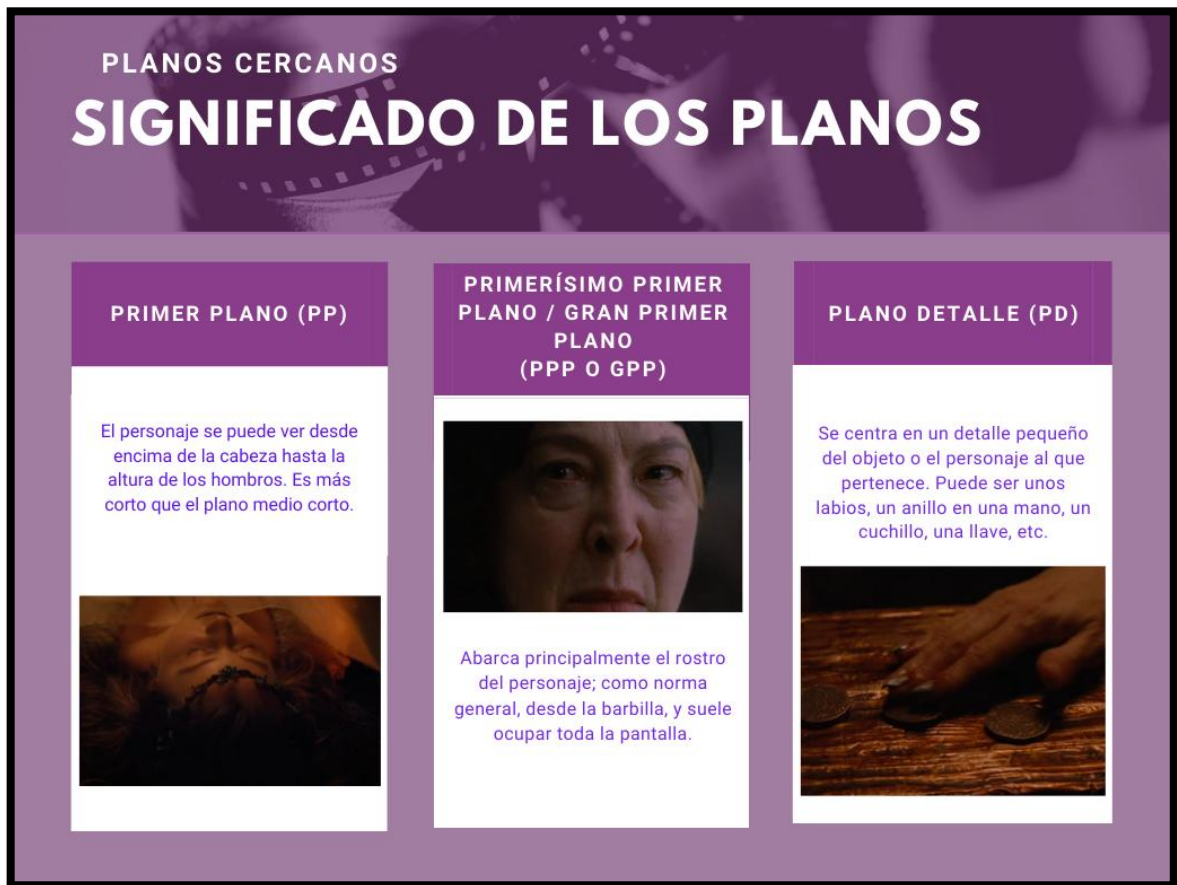 PLANOS CERCANOS
SIGNIFICADO DE LOS PLANOS
PRIMER PLANO (PP)
El personaje se puede ver desde
encima de la cabeza hasta la
altura de los hombros. Es más
corto que el plano medio corto.
PRIMERÍSIMO PRIMER
PLANO / GRAN PRIMER
PLANO
(PPP O GPP)
Abarca principalmente el rostro
del personaje; como norma
general, desde la barbilla, y suele
ocupar toda la pantalla.
PLANO DETALLE (PD)
Se centra en un detalle pequeño
del objeto o el personaje al que
pertenece. Puede ser unos
labios, un anillo en una mano, un
cuchillo, una llave, etc.